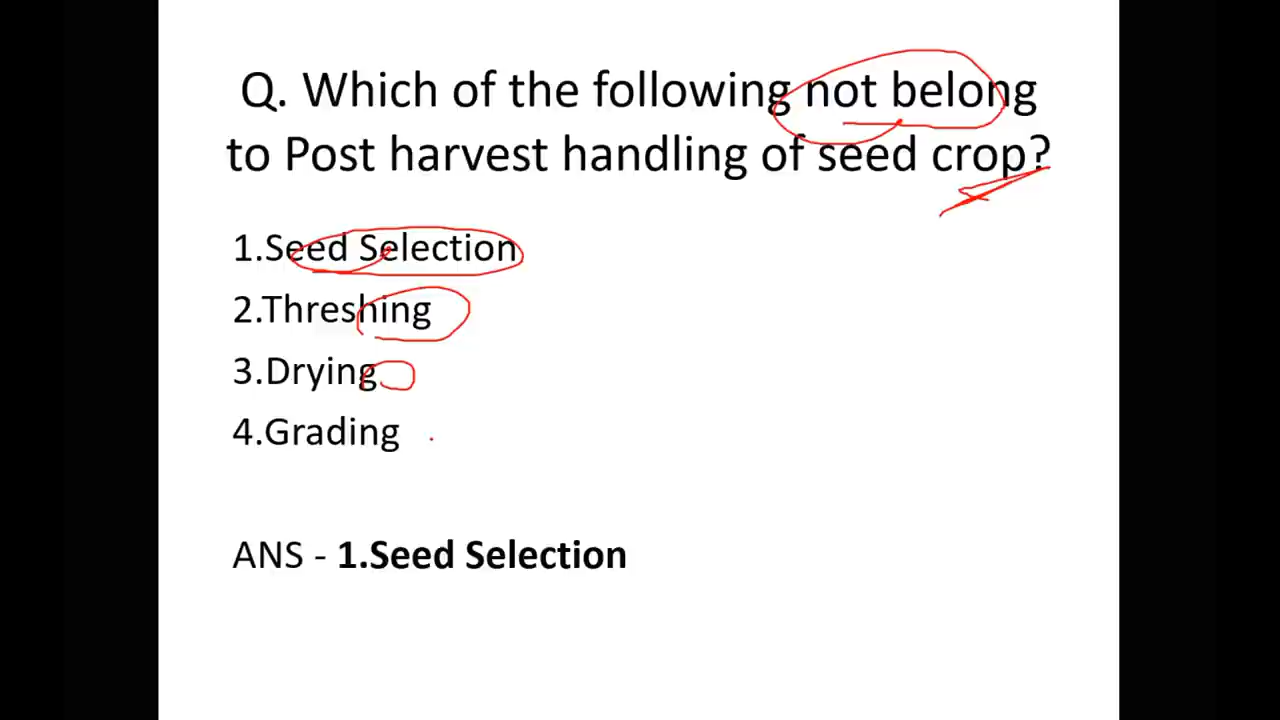 Q. Which of the following not belong
to Post harvest handling of seed crop?
1.Seed Selection
2.Threshing
3.Drying
4.Grading
ANS - 1.Seed Selection